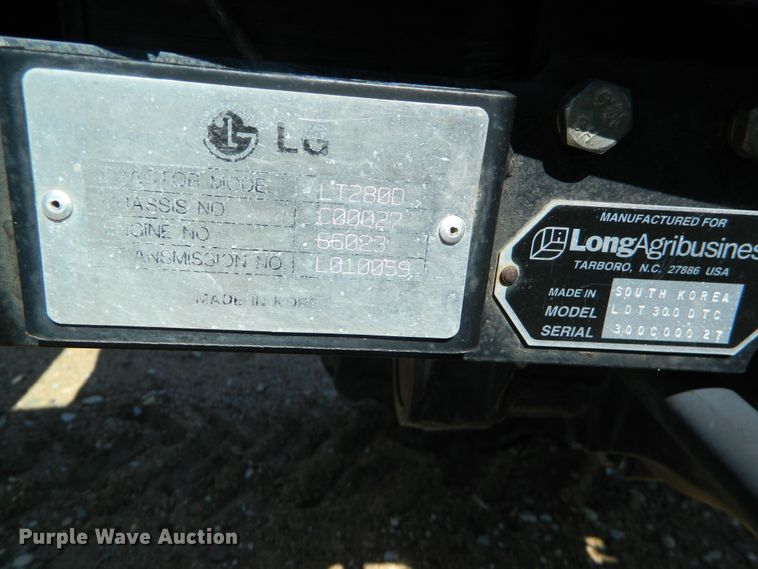 LG
TRACTOR MODEL LT280D
CHASSIS NO C00027
ENGINE NO 66023
TRANSMISSION NO L010059
MADE IN KOREA
MANUFACTURED FOR
LongAgribusines
TARBORO, N.C. 27886 USA
MADE IN SOUTH KOREA
MODEL LDT300DTC
SERIAL 300C00027
Purple Wave Auction